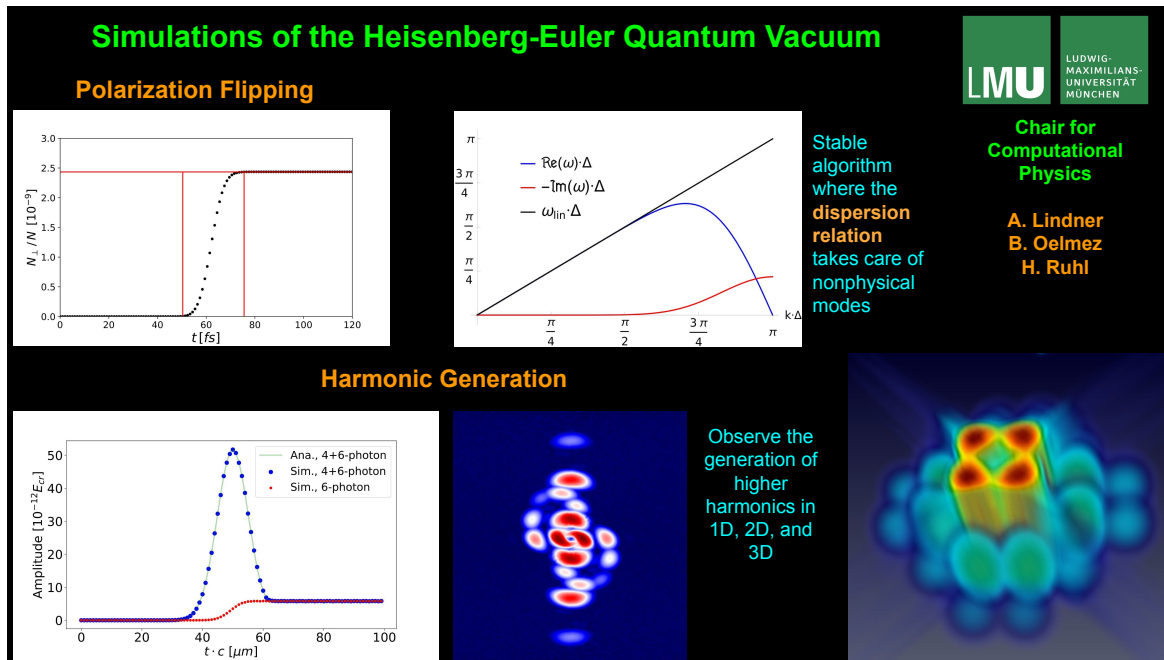 Simulations of the Heisenberg-Euler Quantum Vacuum
LMU
LUDWIG-
MAXIMILIANS-
UNIVERSITÄT
MÜNCHEN
Polarization Flipping
3.0
2.5
2.0
1.5
1.0
0.5
0.0
N⊥ / N [10⁻⁹]
0 20 40 60 80 100 120
t [fs]
π
3 π
4
π
2
π
4
ℜe(ω)·Δ
-ℑm(ω)·Δ
ω_lin·Δ
k·Δ
π
4
π
2
3 π
4
π
Stable
algorithm
where the
dispersion
relation
takes care of
nonphysical
modes
Chair for
Computational
Physics
A. Lindner
B. Oelmez
H. Ruhl
Harmonic Generation
50
40
30
20
10
0
Amplitude [10⁻¹²E_cr]
Ana., 4+6-photon
Sim., 4+6-photon
Sim., 6-photon
0 20 40 60 80 100
t · c [μm]
Observe the
generation of
higher
harmonics in
1D, 2D, and
3D